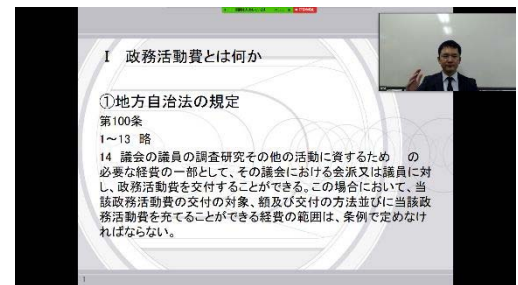 I 政務活動費とは何か
①地方自治法の規定
第100条
1～13 略
14 議会の議員の調査研究その他の活動に資するため の
必要な経費の一部として、その議会における会派又は議員に対
し、政務活動費を交付することができる。この場合において、当
該政務活動費の交付の対象、額及び交付の方法並びに当該政
務活動費を充てることができる経費の範囲は、条例で定めなけ
ればならない。
1